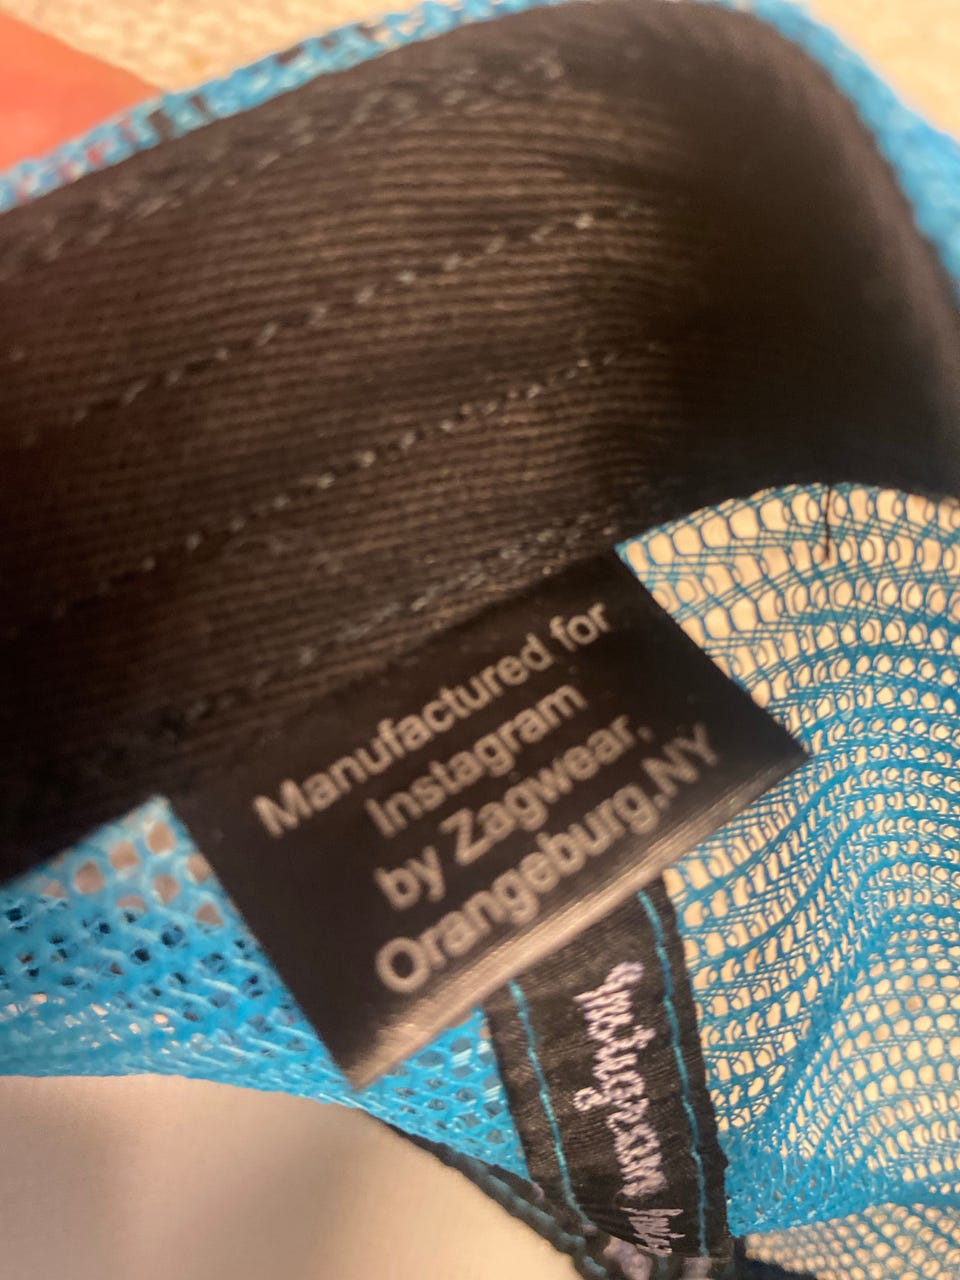 Manufactured for
Instagram
by Zagwear,
Orangeburg,NY